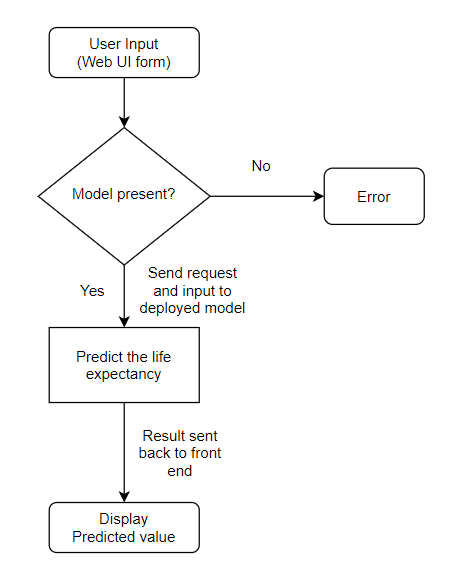 User Input
(Web UI form)
Model present?
No
Error
Yes
Send request
and input to
deployed model
Predict the life
expectancy
Result sent
back to front
end
Display
Predicted value